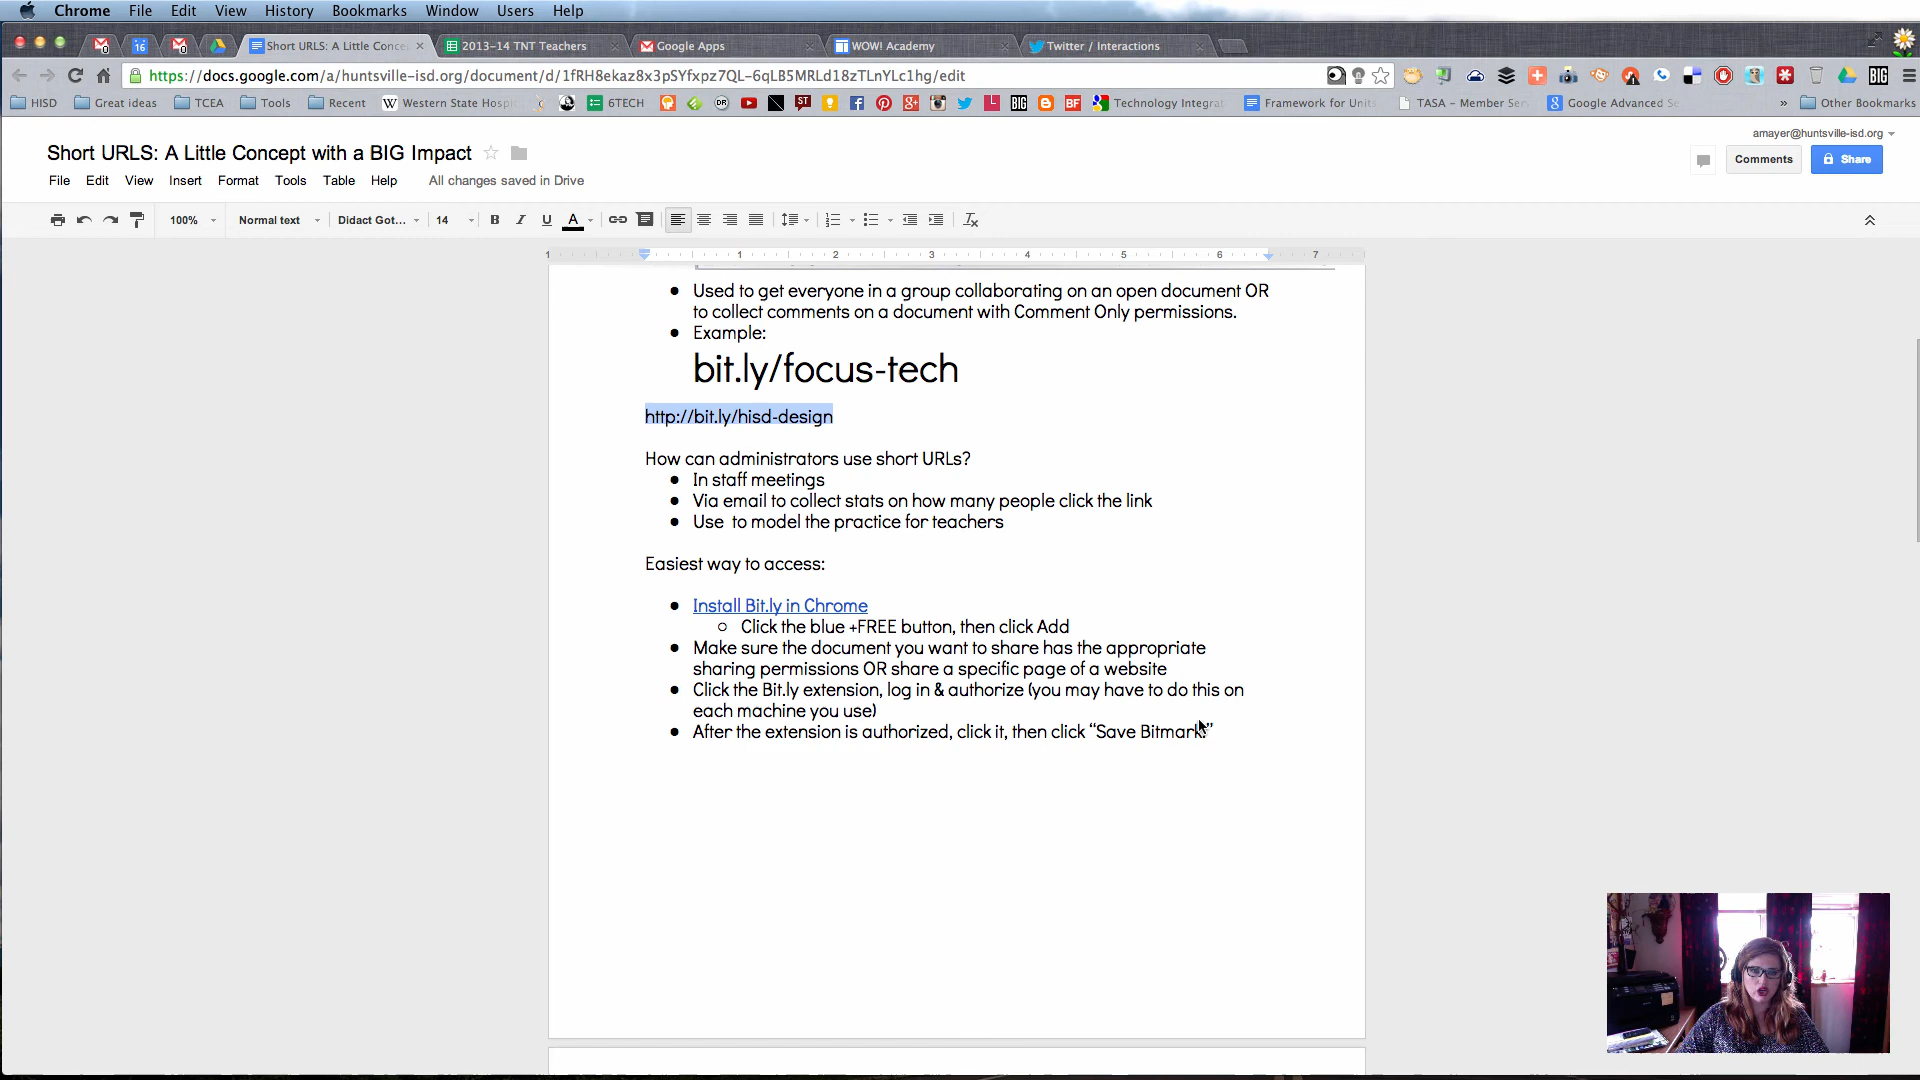 Chrome File Edit View History Bookmarks Window Users Help
Short URLS: A Little Conce
2013-14 TNT Teachers
Google Apps
WOW! Academy
Twitter / Interactions
https://docs.google.com/a/huntsville-isd.org/document/d/1fRH8ekaz8x3pSYfxpz7QL-6qLB5MRLd18zTLnYLc1hg/edit
HISD Great ideas TCEA Tools Recent Western State Hosp 6TECH Technology Integrat Framework for Unit TASA - Member Ser Google Advanced Se » Other Bookmarks
amayer@huntsville-isd.org
Short URLS: A Little Concept with a BIG Impact
Comments Share
File Edit View Insert Format Tools Table Help All changes saved in Drive
100% Normal text Didact Got... 14 B I U A
1 1 2 3 4 5 6 7
• Used to get everyone in a group collaborating on an open document OR
to collect comments on a document with Comment Only permissions.
• Example:
bit.ly/focus-tech
http://bit.ly/hisd-design
How can administrators use short URLs?
• In staff meetings
• Via email to collect stats on how many people click the link
• Use to model the practice for teachers
Easiest way to access:
• Install Bit.ly in Chrome
○ Click the blue +FREE button, then click Add
• Make sure the document you want to share has the appropriate
sharing permissions OR share a specific page of a website
• Click the Bit.ly extension, log in & authorize (you may have to do this on
each machine you use)
• After the extension is authorized, click it, then click “Save Bitmark!”